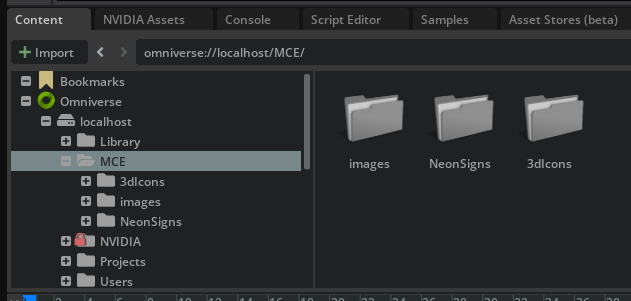 Content NVIDIA Assets Console Script Editor Samples Asset Stores (beta)
+ Import < > omniverse://localhost/MCE/
Bookmarks
Omniverse
localhost
Library
MCE
3dIcons
images
NeonSigns
NVIDIA
Projects
Users
images NeonSigns 3dIcons